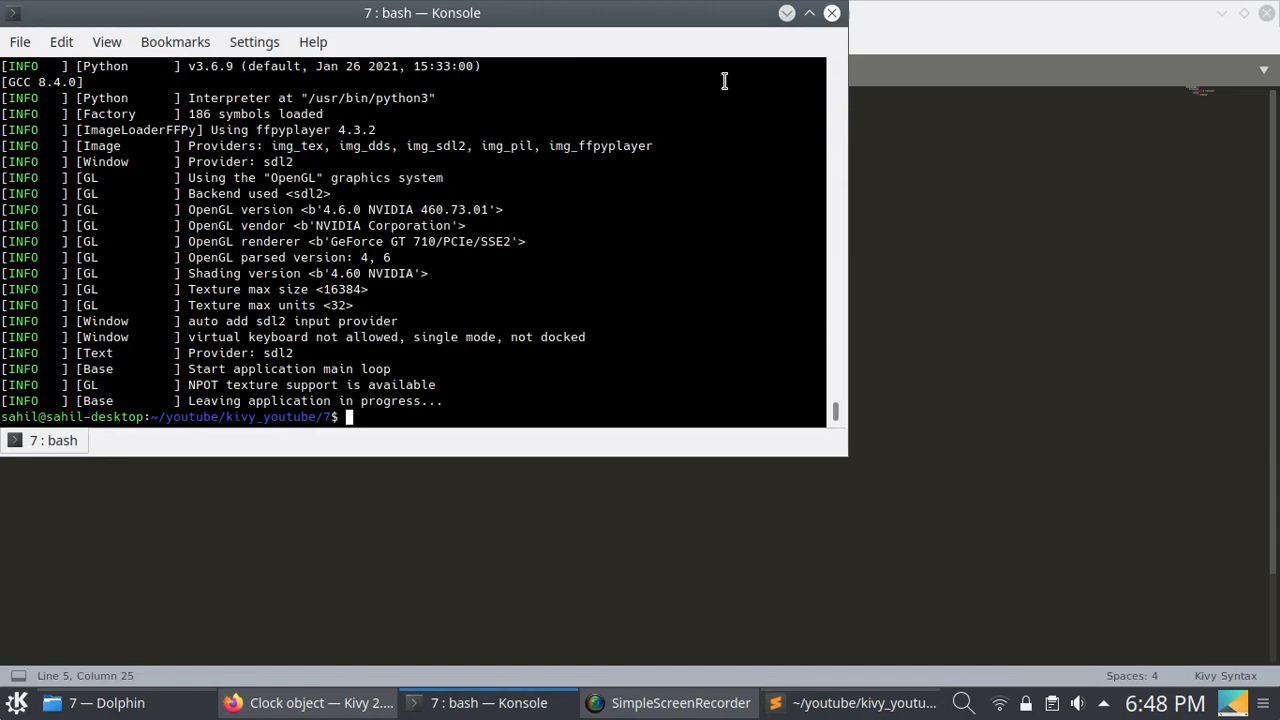 7 : bash — Konsole
File Edit View Bookmarks Settings Help
[INFO   ] [Python      ] v3.6.9 (default, Jan 26 2021, 15:33:00)
[GCC 8.4.0]
[INFO   ] [Python      ] Interpreter at "/usr/bin/python3"
[INFO   ] [Factory     ] 186 symbols loaded
[INFO   ] [ImageLoaderFFPy] Using ffpyplayer 4.3.2
[INFO   ] [Image       ] Providers: img_tex, img_dds, img_sdl2, img_pil, img_ffpyplayer
[INFO   ] [Window      ] Provider: sdl2
[INFO   ] [GL          ] Using the "OpenGL" graphics system
[INFO   ] [GL          ] Backend used <sdl2>
[INFO   ] [GL          ] OpenGL version <b'4.6.0 NVIDIA 460.73.01'>
[INFO   ] [GL          ] OpenGL vendor <b'NVIDIA Corporation'>
[INFO   ] [GL          ] OpenGL renderer <b'GeForce GT 710/PCIe/SSE2'>
[INFO   ] [GL          ] OpenGL parsed version: 4, 6
[INFO   ] [GL          ] Shading version <b'4.60 NVIDIA'>
[INFO   ] [GL          ] Texture max size <16384>
[INFO   ] [GL          ] Texture max units <32>
[INFO   ] [Window      ] auto add sdl2 input provider
[INFO   ] [Window      ] virtual keyboard not allowed, single mode, not docked
[INFO   ] [Text        ] Provider: sdl2
[INFO   ] [Base        ] Start application main loop
[INFO   ] [GL          ] NPOT texture support is available
[INFO   ] [Base        ] Leaving application in progress...
sahil@sahil-desktop:~/youtube/kivy_youtube/7$
7 : bash
Line 5, Column 25 Spaces: 4 Kivy Syntax
7 — Dolphin Clock object — Kivy 2.... 7 : bash — Konsole SimpleScreenRecorder ~/youtube/kivy_youtu... 6:48 PM